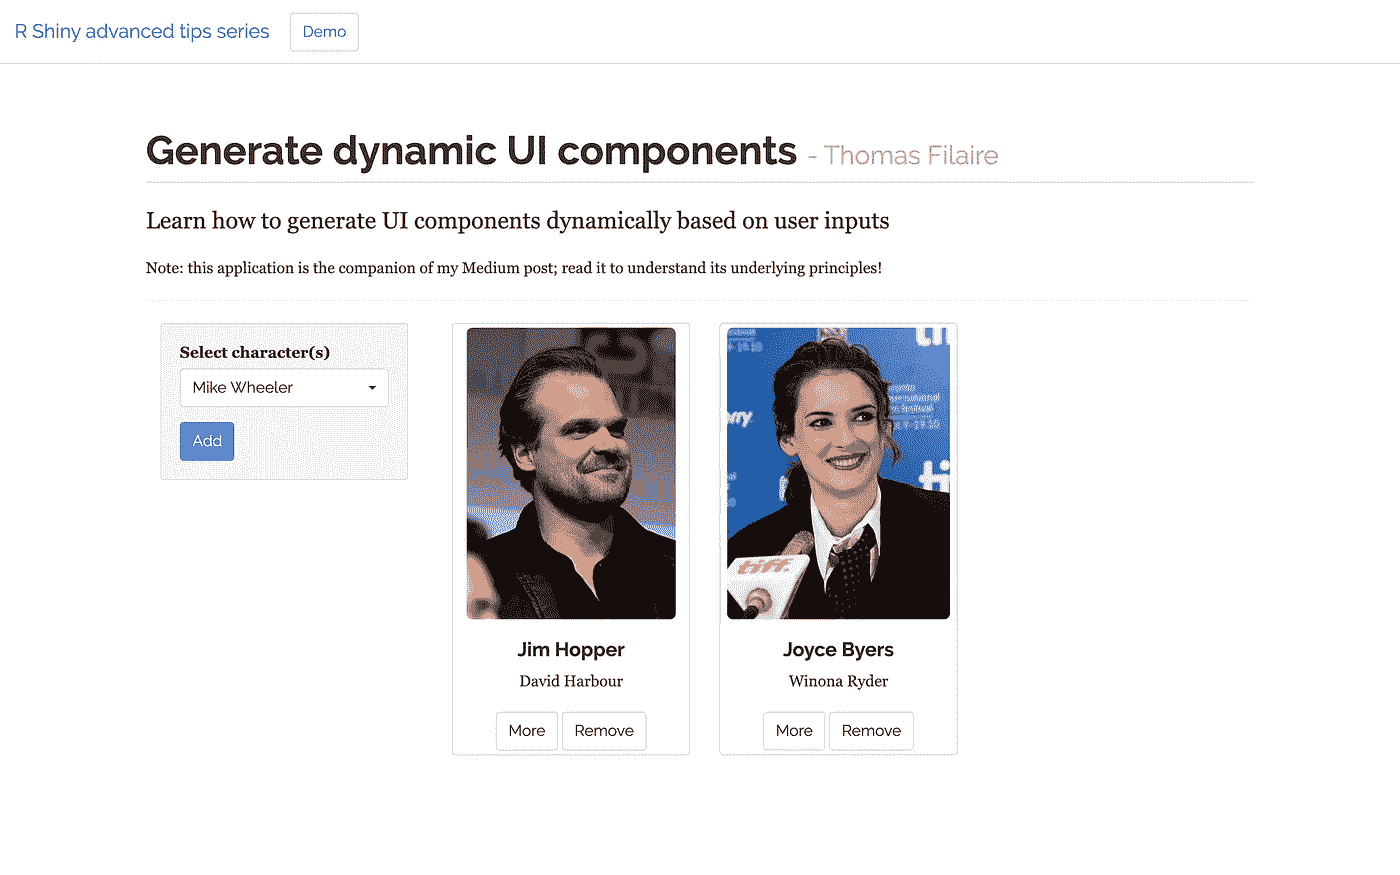 R Shiny advanced tips series Demo
Generate dynamic UI components - Thomas Filaire
Learn how to generate UI components dynamically based on user inputs
Note: this application is the companion of my Medium post; read it to understand its underlying principles!
Select character(s)
Mike Wheeler
Add
tiff.
Jim Hopper
David Harbour
More Remove
Joyce Byers
Winona Ryder
More Remove